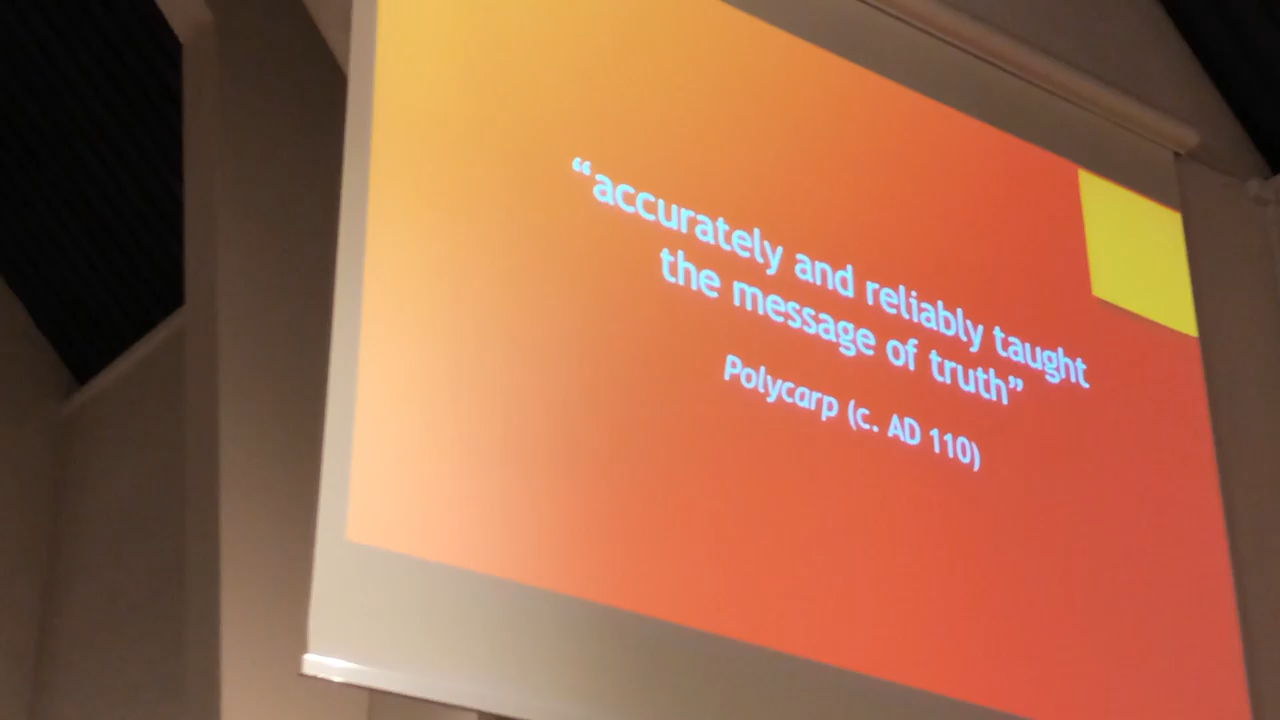 “accurately and reliably taught
the message of truth”
Polycarp (c. AD 110)